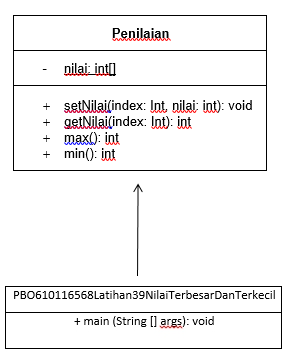 Penilaian
- nilai: int[]
+ setNilai(index: Int, nilai: int): void
+ getNilai(index: Int): int
+ max(): int
+ min(): int
PBO610116568Latihan39NilaiTerbesarDanTerkecil
+ main (String [] args): void